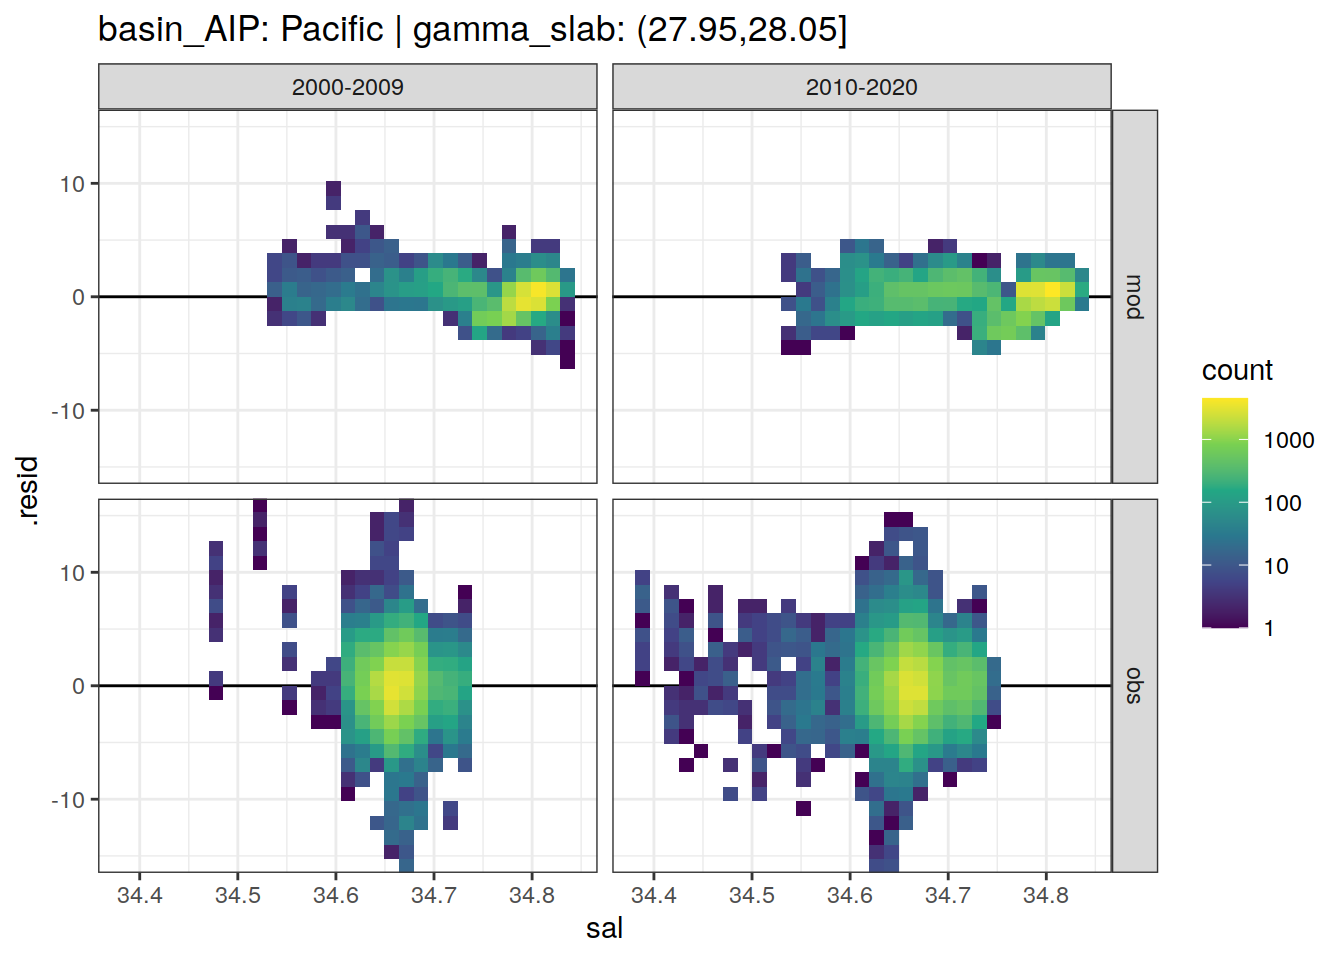 basin_AIP: Pacific | gamma_slab: (27.95,28.05]
2000-2009 2010-2020
10
0
-10
mod
10
0
-10
obs
.resid
34.4 34.5 34.6 34.7 34.8 34.4 34.5 34.6 34.7 34.8
sal
count
1000
100
10
1